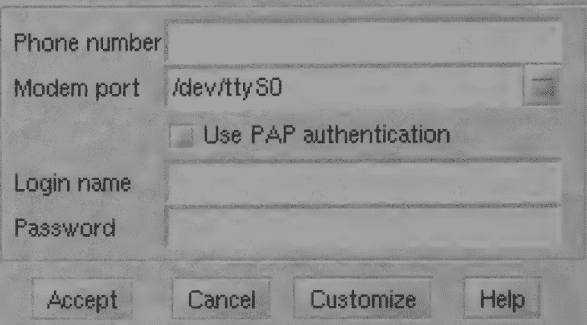 Phone number
Modem port /dev/ttyS0
Use PAP authentication
Login name
Password
Accept Cancel Customize Help